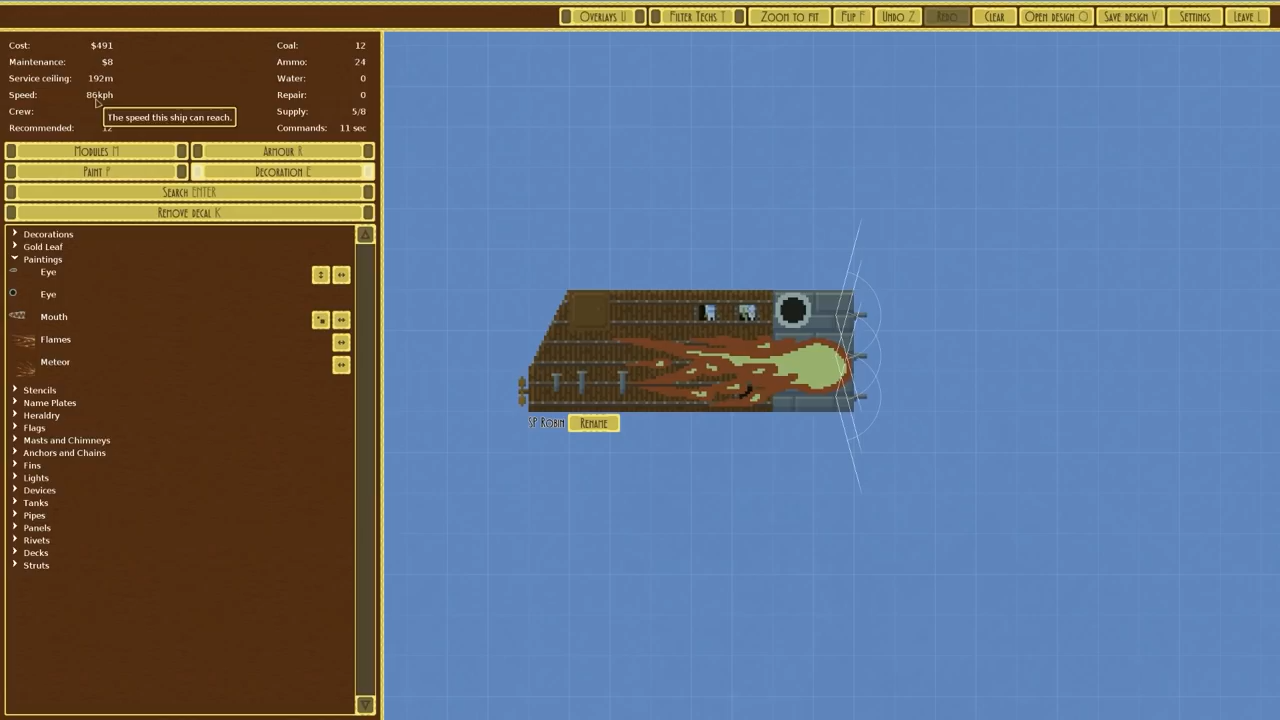 Overlays U Filter Techs T Zoom to fit Flip F Undo Z Redo Clear Open design O Save design V Settings Leave L
Cost: $491 Coal: 12
Maintenance: $8 Ammo: 24
Service ceiling: 192m Water: 0
Speed: 86kph Repair: 0
Crew: Supply: 5/8
The speed this ship can reach.
Recommended: 12 Commands: 11 sec
Modules M Armour R
Paint P Decoration E
Search ENTER
Remove decal K
Decorations
Gold Leaf
Paintings
Eye
Eye
Mouth
Flames
Meteor
Stencils
Name Plates
Heraldry
Flags
Masts and Chimneys
Anchors and Chains
Fins
Lights
Devices
Tanks
Pipes
Panels
Rivets
Decks
Struts
SP Robin Rename